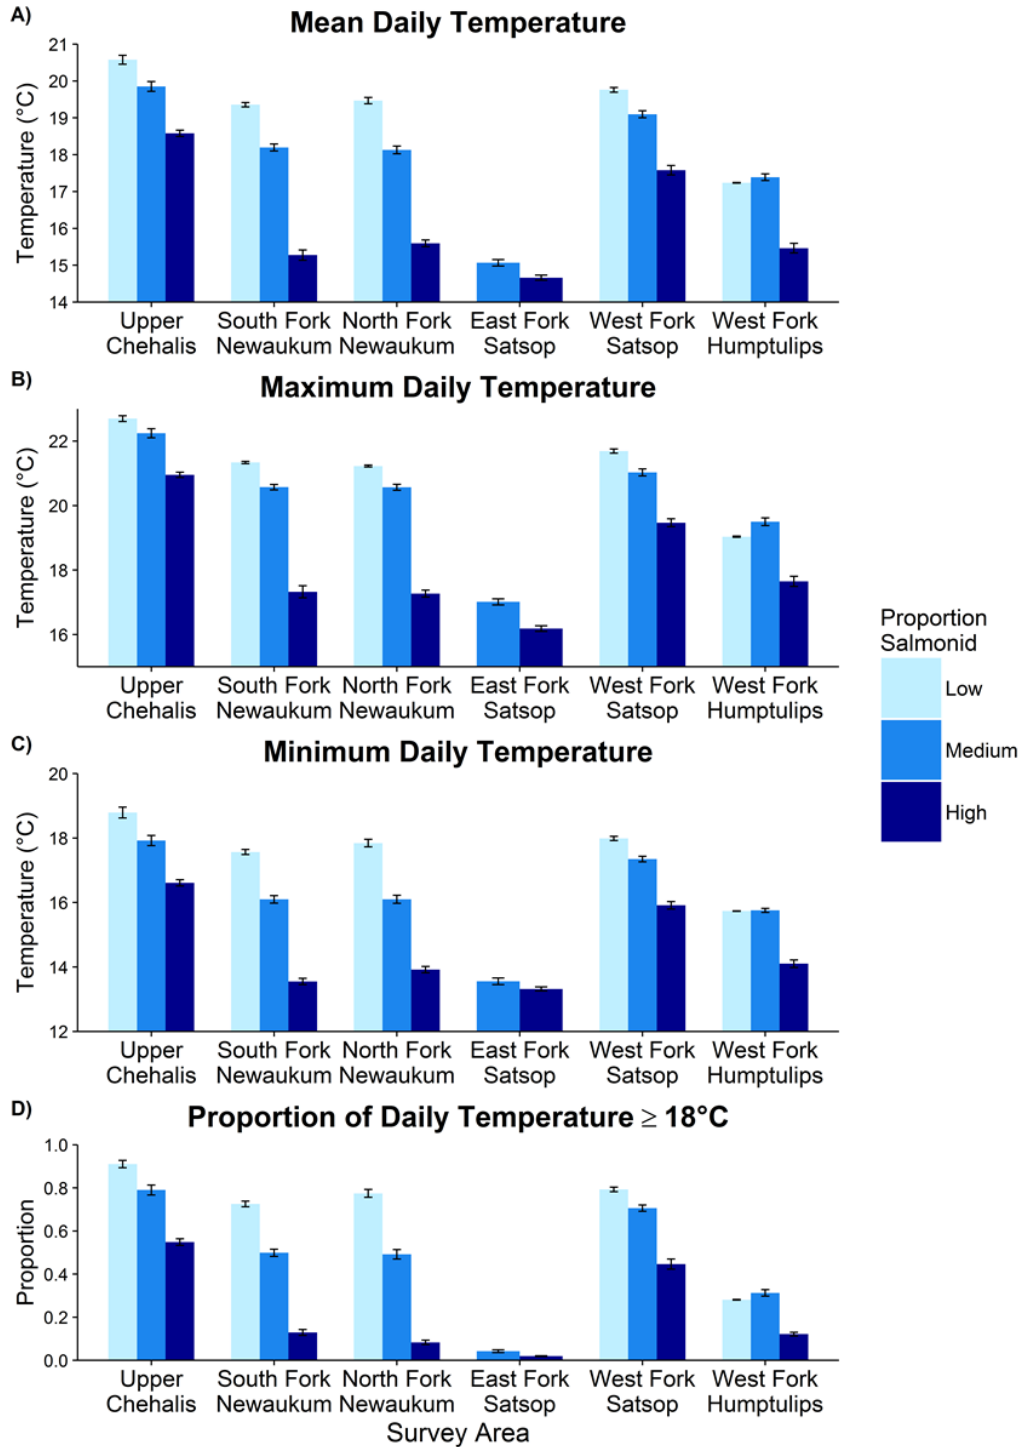 A)
Mean Daily Temperature
Temperature (°C)
21
20
19
18
17
16
15
14
Upper South Fork North Fork East Fork West Fork West Fork
Chehalis Newaukum Newaukum Satsop Satsop Humptulips
B)
Maximum Daily Temperature
Temperature (°C)
22
20
18
16
Upper South Fork North Fork East Fork West Fork West Fork
Chehalis Newaukum Newaukum Satsop Satsop Humptulips
C)
Minimum Daily Temperature
Temperature (°C)
20
18
16
14
12
Upper South Fork North Fork East Fork West Fork West Fork
Chehalis Newaukum Newaukum Satsop Satsop Humptulips
D)
Proportion of Daily Temperature ≥ 18°C
Proportion
1.0
0.8
0.6
0.4
0.2
0.0
Upper South Fork North Fork East Fork West Fork West Fork
Chehalis Newaukum Newaukum Satsop Satsop Humptulips
Survey Area
Proportion
Salmonid
Low
Medium
High